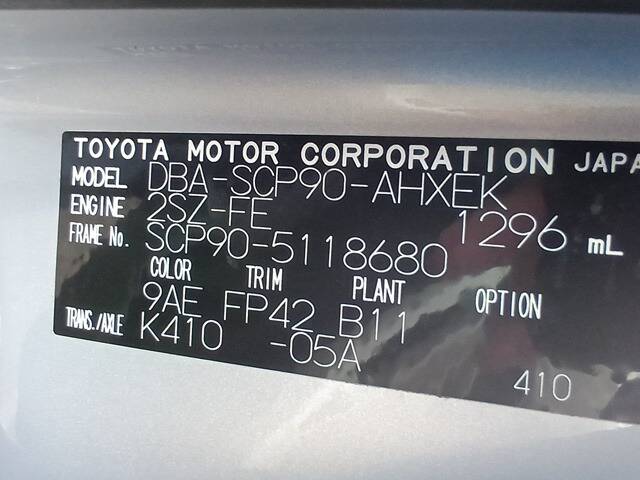 TOYOTA MOTOR CORPORATION JAPA
MODEL DBA-SCP90-AHXEK
ENGINE 2SZ-FE 1296 mL
FRAME No. SCP90-5118680
COLOR TRIM PLANT OPTION
9AE FP42 B11
TRANS./AXLE K410 -05A
410